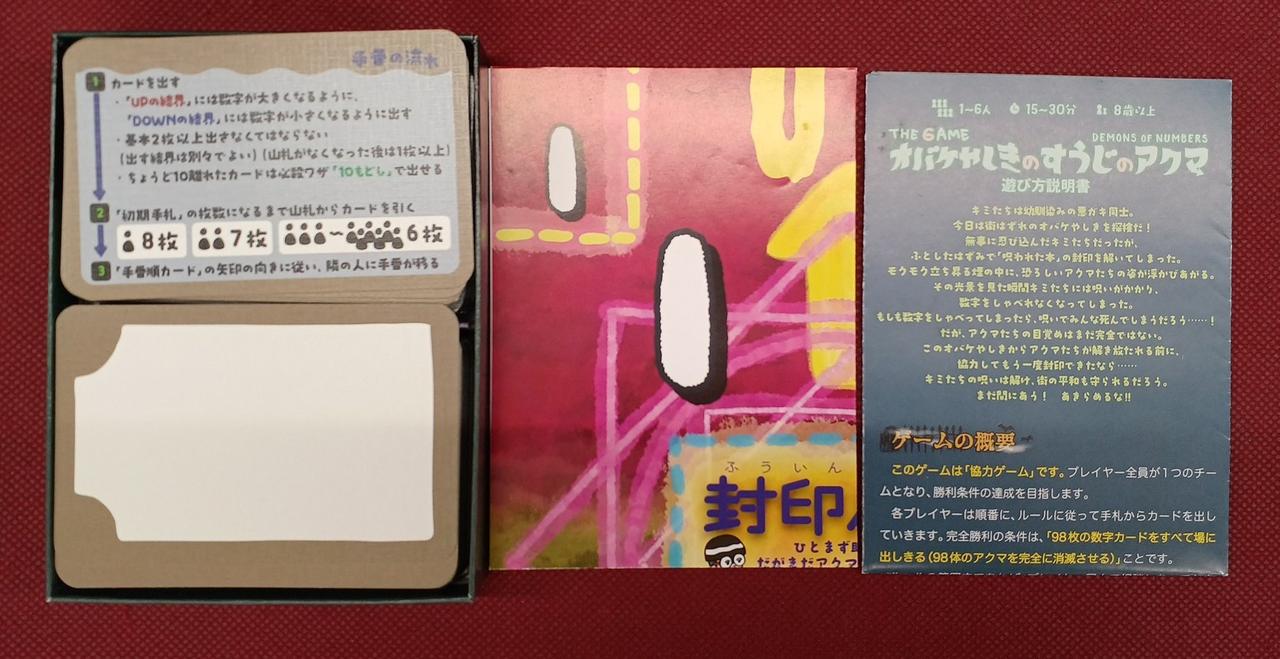 手番の流れ
1 カードを出す
・「UPの結界」には数字が大きくなるように、
「DOWNの結界」には数字が小さくなるように出す
・基本2枚以上出さなくてはならない
(出す結界は別々でよい)(山札がなくなった後は1枚以上)
・ちょうど10離れたカードは必殺ワザ「10もどし」で出せる
2 「初期手札」の枚数になるまで山札からカードを引く
8枚 7枚 ～ 6枚
3 「手番順カード」の矢印の向きに従い、隣の人に手番が移る
ふういん
封印
ひとまず
だがまだアクマ
1~6人 15~30分 8歳以上
THE GAME DEMONS OF NUMBERS
オバケやしきのすうじのアクマ
遊び方説明書
キミたちは幼馴染みの悪ガキ同士。
今日は街はずれのオバケやしきを探検だ!
無事に忍び込んだキミたちだったが、
ふとしたはずみで「呪われた本」の封印を解いてしまった。
モクモク立ち昇る煙の中に、恐ろしいアクマたちの姿が浮かびあがる。
その光景を見た瞬間キミたちには呪いがかかり、
数字をしゃべれなくなってしまった。
もしも数字をしゃべってしまったら、呪いでみんな死んでしまうだろう……!
だが、アクマたちの目覚めはまだ完全ではない。
このオバケやしきからアクマたちが解き放たれる前に、
協力してもう一度封印できたなら……
キミたちの呪いは解け、街の平和も守られるだろう。
まだ間にあう! あきらめるな!!
ゲームの概要
このゲームは「協力ゲーム」です。プレイヤー全員が1つのチー
ムとなり、勝利条件の達成を目指します。
各プレイヤーは順番に、ルールに従って手札からカードを出し
ていきます。完全勝利の条件は、「98枚の数字カードをすべて場に
出しきる(98体のアクマを完全に消滅させる)」ことです。